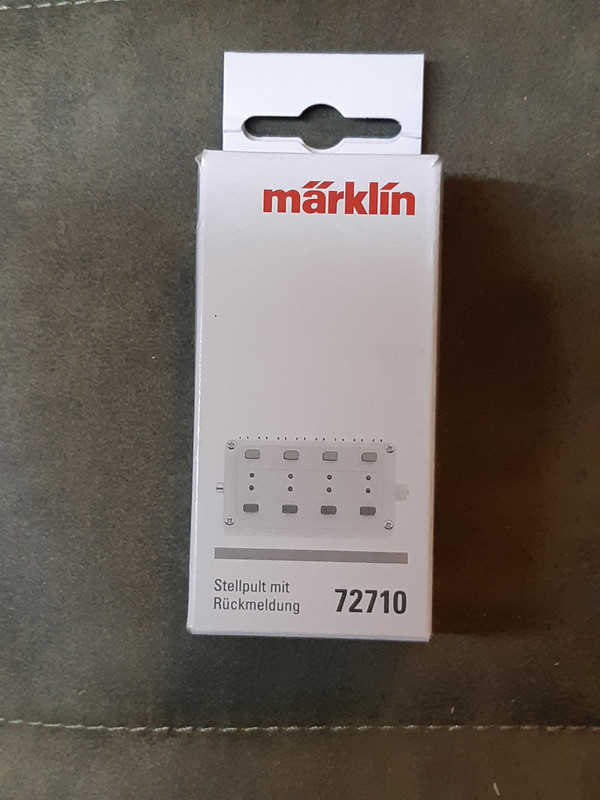 märklin
Stellpult mit
Rückmeldung
72710